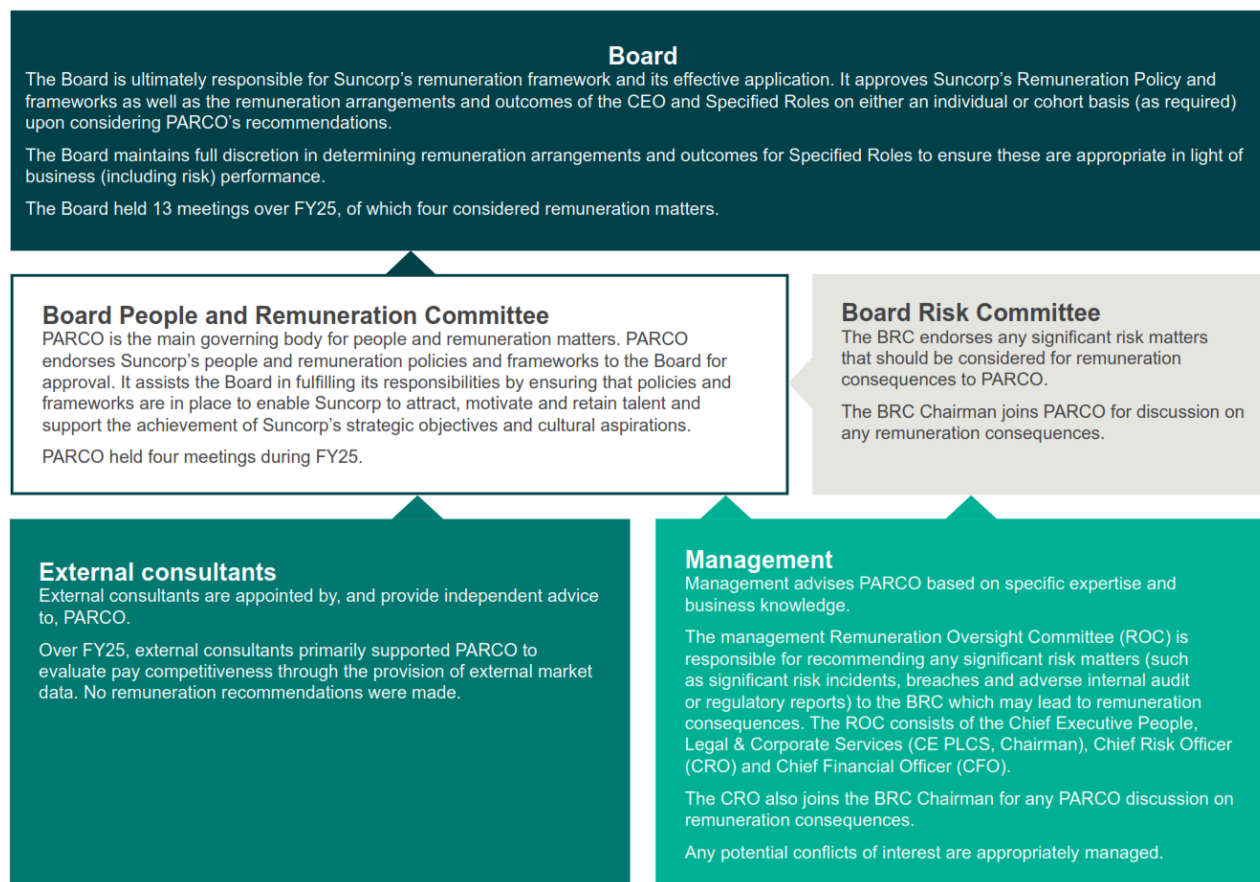 Board
The Board is ultimately responsible for Suncorp’s remuneration framework and its effective application. It approves Suncorp’s Remuneration Policy and
frameworks as well as the remuneration arrangements and outcomes of the CEO and Specified Roles on either an individual or cohort basis (as required)
upon considering PARCO’s recommendations.
The Board maintains full discretion in determining remuneration arrangements and outcomes for Specified Roles to ensure these are appropriate in light of
business (including risk) performance.
The Board held 13 meetings over FY25, of which four considered remuneration matters.
Board People and Remuneration Committee
PARCO is the main governing body for people and remuneration matters. PARCO
endorses Suncorp’s people and remuneration policies and frameworks to the Board for
approval. It assists the Board in fulfilling its responsibilities by ensuring that policies and
frameworks are in place to enable Suncorp to attract, motivate and retain talent and
support the achievement of Suncorp’s strategic objectives and cultural aspirations.
PARCO held four meetings during FY25.
Board Risk Committee
The BRC endorses any significant risk matters
that should be considered for remuneration
consequences to PARCO.
The BRC Chairman joins PARCO for discussion on
any remuneration consequences.
External consultants
External consultants are appointed by, and provide independent advice
to, PARCO.
Over FY25, external consultants primarily supported PARCO to
evaluate pay competitiveness through the provision of external market
data. No remuneration recommendations were made.
Management
Management advises PARCO based on specific expertise and
business knowledge.
The management Remuneration Oversight Committee (ROC) is
responsible for recommending any significant risk matters (such
as significant risk incidents, breaches and adverse internal audit
or regulatory reports) to the BRC which may lead to remuneration
consequences. The ROC consists of the Chief Executive People,
Legal & Corporate Services (CE PLCS, Chairman), Chief Risk Officer
(CRO) and Chief Financial Officer (CFO).
The CRO also joins the BRC Chairman for any PARCO discussion on
remuneration consequences.
Any potential conflicts of interest are appropriately managed.